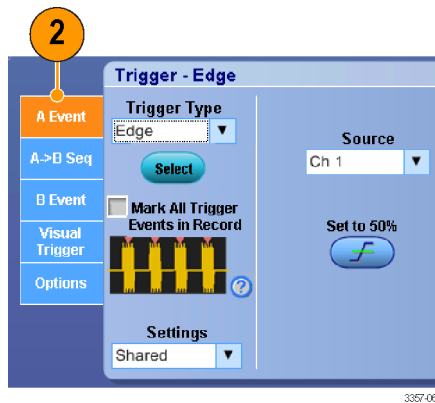 2
Trigger - Edge
A Event
A->B Seq
B Event
Visual
Trigger
Options
Trigger Type
Edge
Select
Mark All Trigger
Events in Record
?
Settings
Shared
Source
Ch 1
Set to 50%